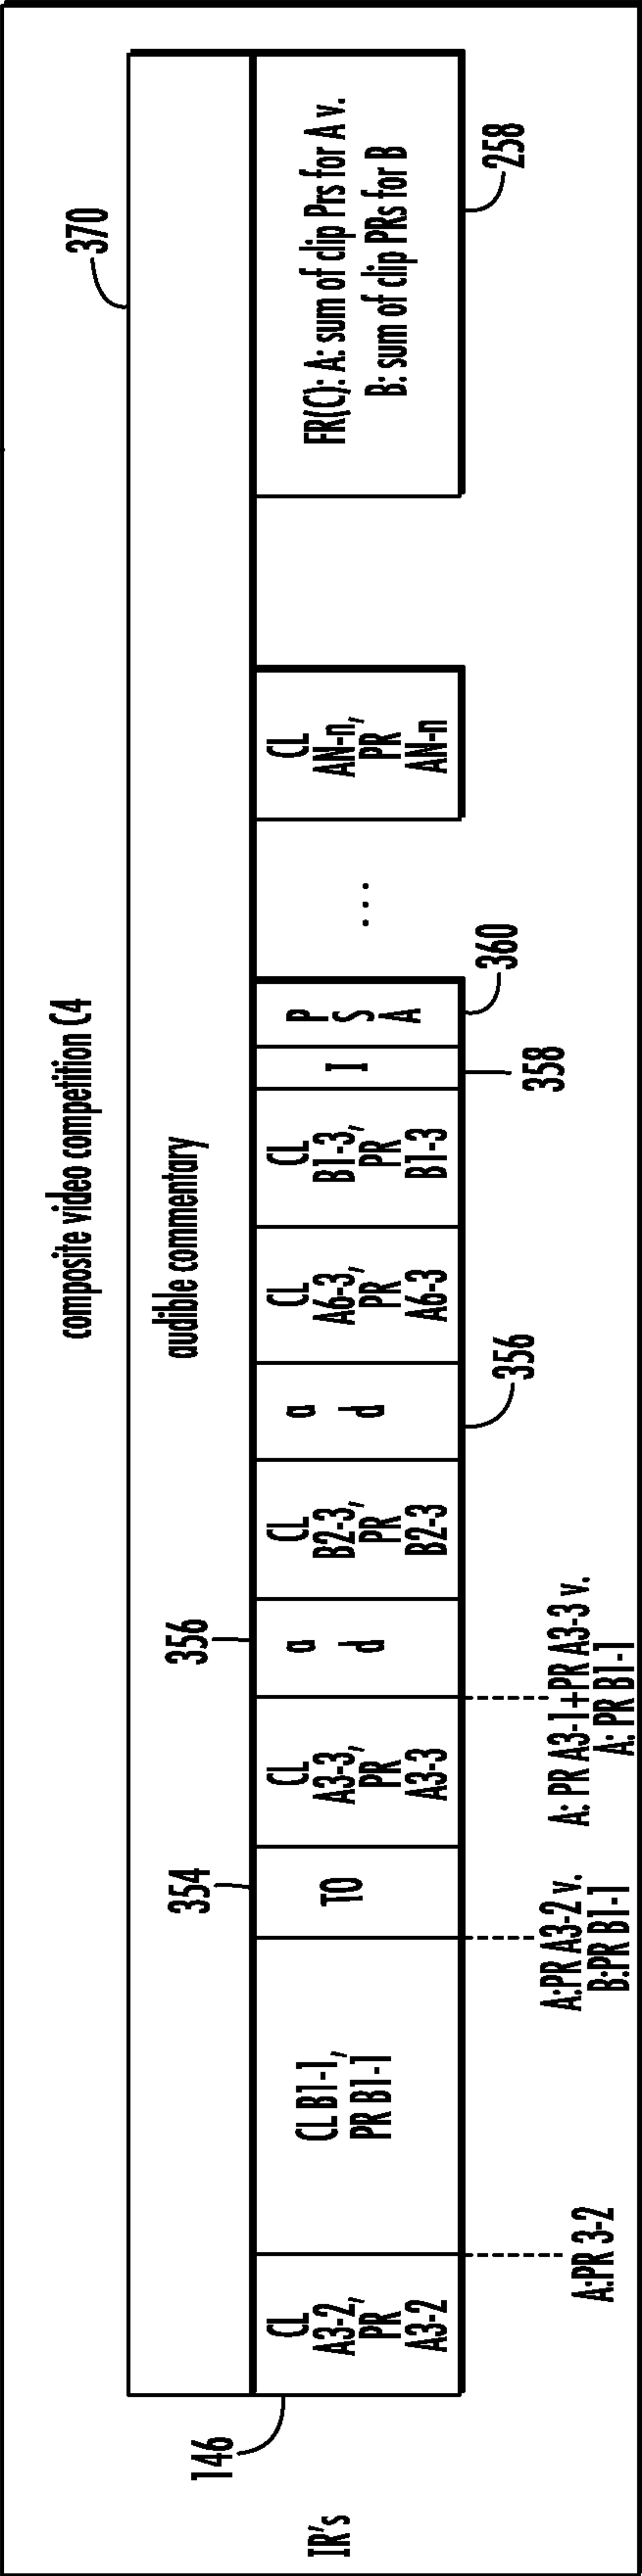 composite video competition C4
370
audible commentary
146
354
356
CL
A3-2,
PR
A3-2
CL B1-1,
PR B1-1
TO
CL
A3-3,
PR
A3-3
a
d
CL
B2-3,
PR
B2-3
a
d
CL
A6-3,
PR
A6-3
CL
B1-3,
PR
B1-3
I
P
S
A
...
CL
AN-n,
PR
AN-n
FR(C): A: sum of clip Prs for A v.
B: sum of clip PRs for B
356
358
360
258
IR's
A:PR 3-2
A:PR A3-2 v.
B:PR B1-1
A: PR A3-1+PR A3-3 v.
A: PR B1-1